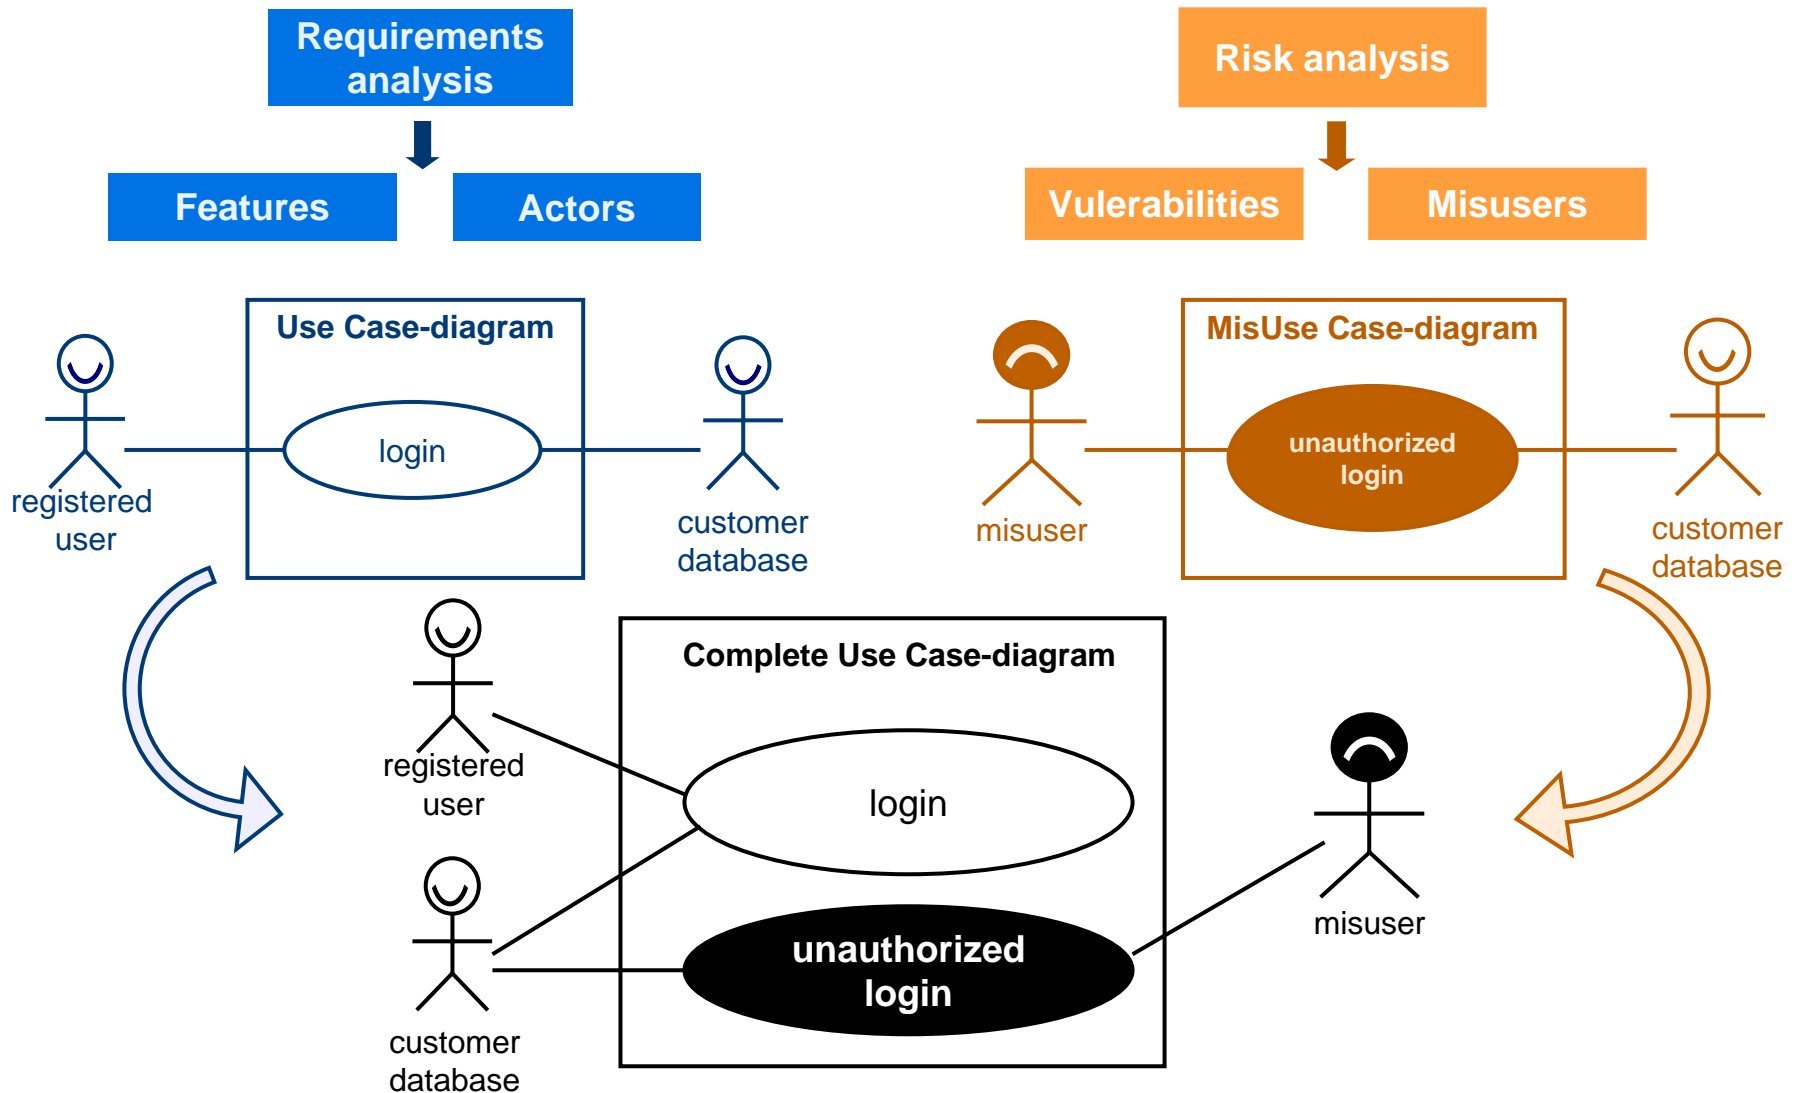 Requirements
analysis
Risk analysis
Features
Actors
Vulerabilities
Misusers
Use Case-diagram
login
registered
user
customer
database
MisUse Case-diagram
unauthorized
login
misuser
customer
database
Complete Use Case-diagram
registered
user
login
misuser
unauthorized
login
customer
database